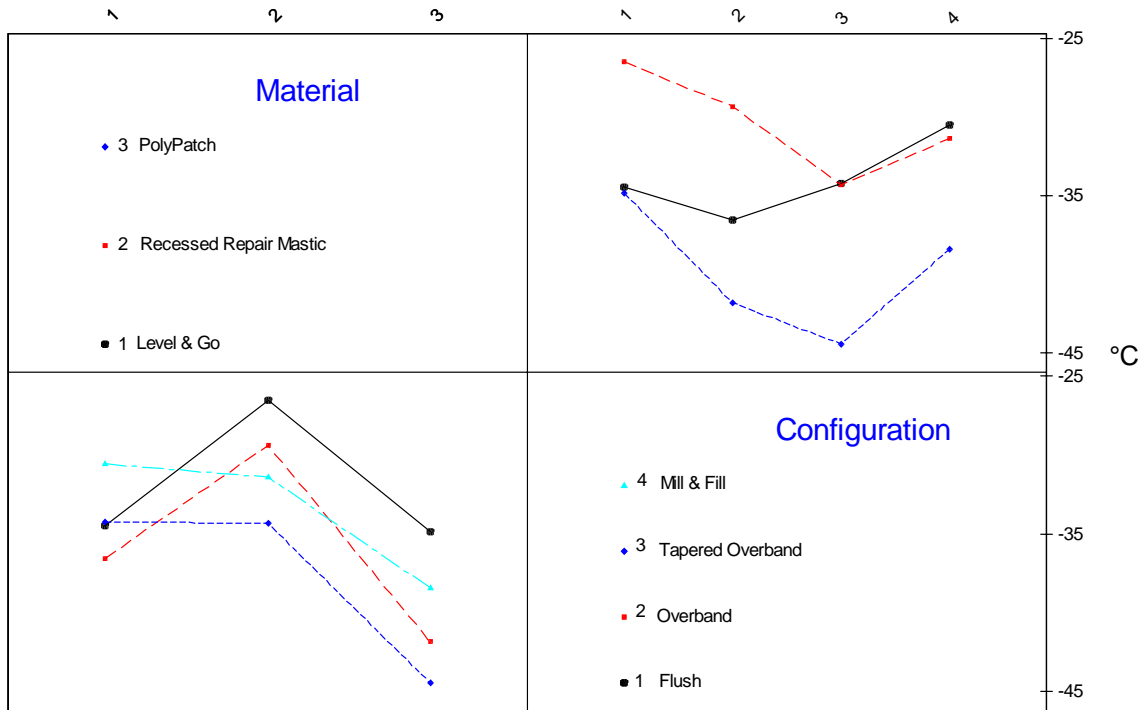 1 2 3 1 2 3 4
-25
Material
3 PolyPatch
-35
2 Recessed Repair Mastic
1 Level & Go
-45
°C
-25
Configuration
4 Mill & Fill
-35
3 Tapered Overband
2 Overband
1 Flush
-45